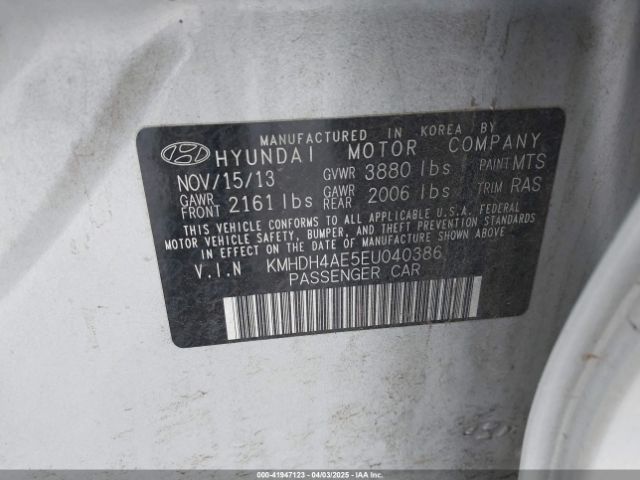 MANUFACTURED IN KOREA BY
HYUNDAI MOTOR COMPANY
NOV/15/13 GVWR 3880 lbs PAINT MTS
GAWR FRONT 2161 lbs GAWR REAR 2006 lbs TRIM RAS
THIS VEHICLE CONFORMS TO ALL APPLICABLE U.S.A. FEDERAL
MOTOR VEHICLE SAFETY, BUMPER, AND THEFT PREVENTION STANDARDS
IN EFFECT ON THE DATE OF MANUFACTURE SHOWN ABOVE.
V.I.N KMHDH4AE5EU040386
PASSENGER CAR
00-41947123 - 04/03/2025 - COPYRIGHT IAA, LLC.